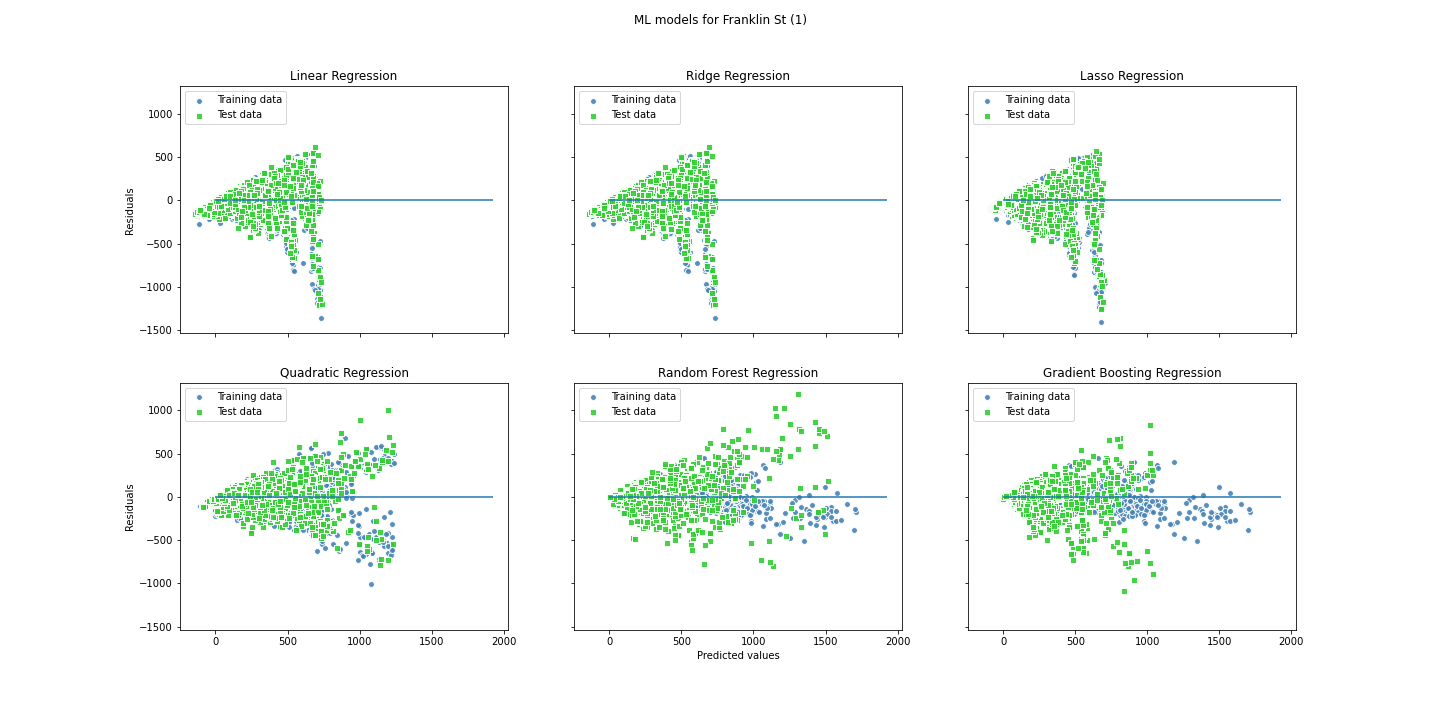 ML models for Franklin St (1)
Linear Regression
Training data
Test data
1000
500
0
−500
−1000
−1500
Residuals
Ridge Regression
Training data
Test data
Lasso Regression
Training data
Test data
Quadratic Regression
Training data
Test data
1000
500
0
−500
−1000
−1500
Residuals
0 500 1000 1500 2000
Random Forest Regression
Training data
Test data
0 500 1000 1500 2000
Predicted values
Gradient Boosting Regression
Training data
Test data
0 500 1000 1500 2000